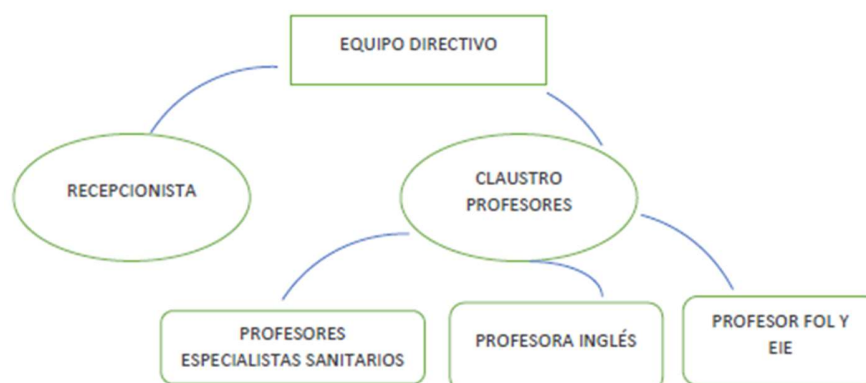 EQUIPO DIRECTIVO
RECEPCIONISTA
CLAUSTRO
PROFESORES
PROFESORES
ESPECIALISTAS SANITARIOS
PROFESORA INGLÉS
PROFESOR FOL Y
EIE